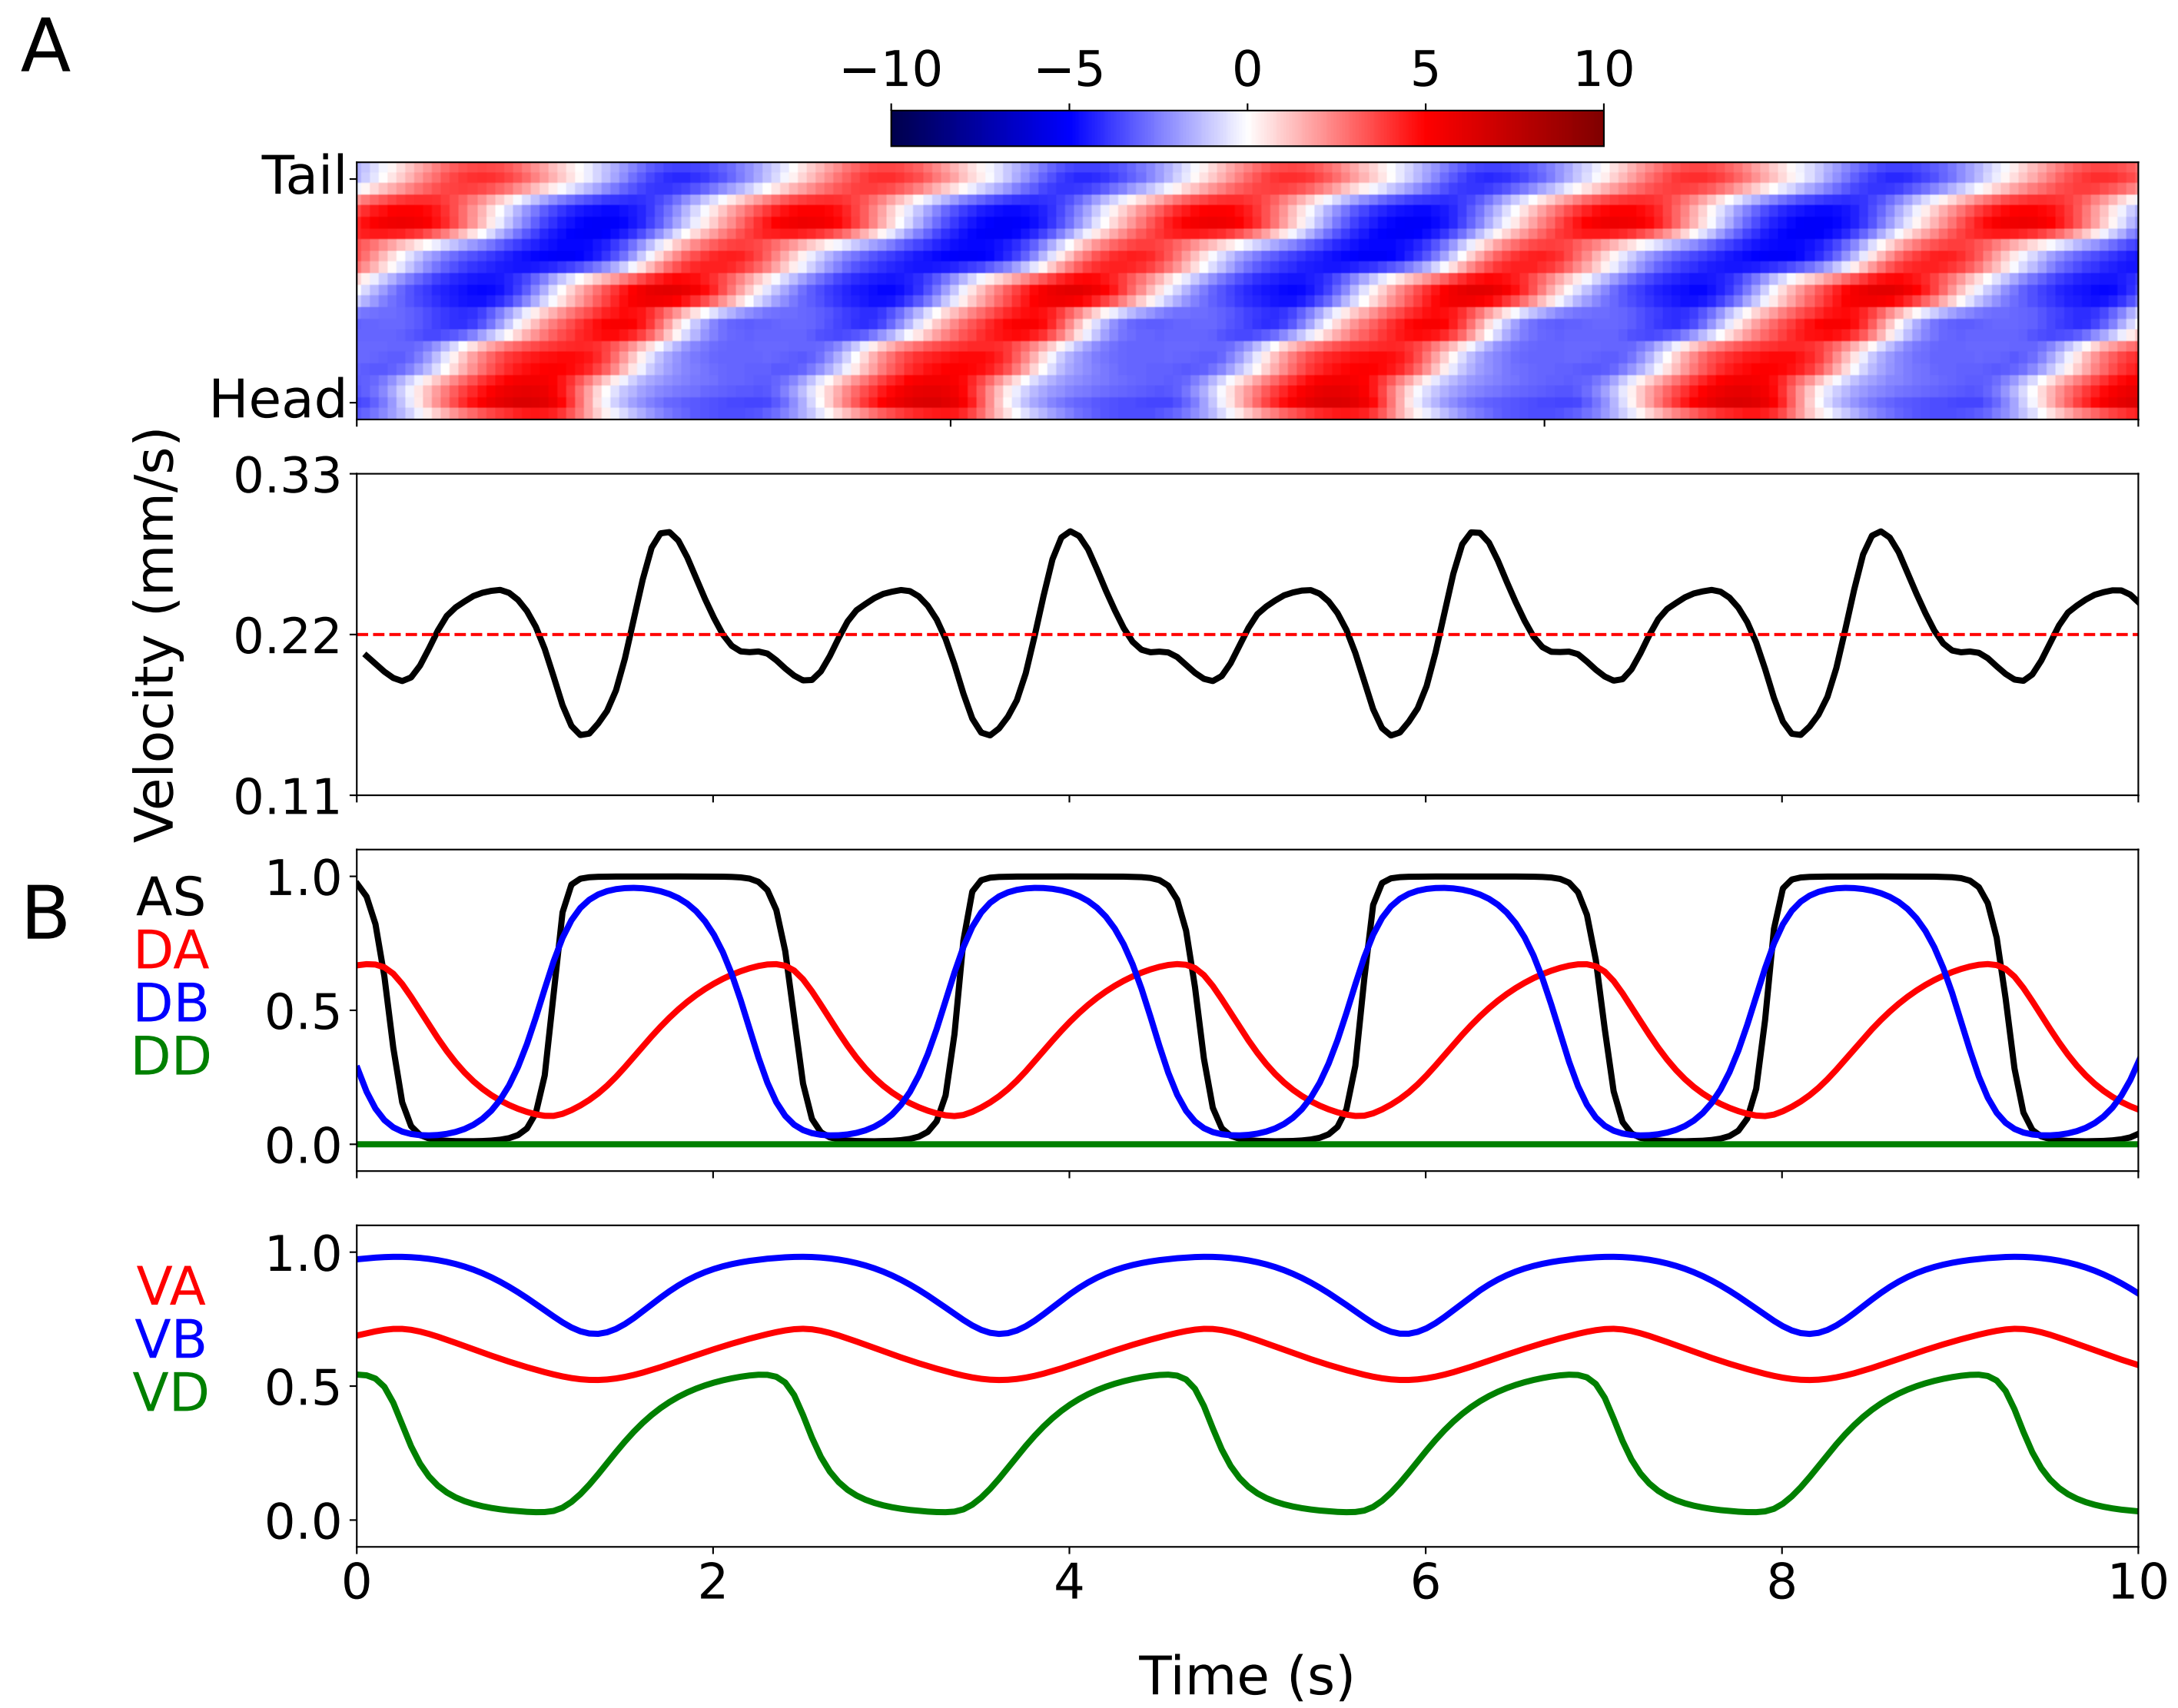 A
−10 −5 0 5 10
Tail
Head
Velocity (mm/s)
0.33
0.22
0.11
B
AS
DA
DB
DD
1.0
0.5
0.0
VA
VB
VD
1.0
0.5
0.0
0 2 4 6 8 10
Time (s)